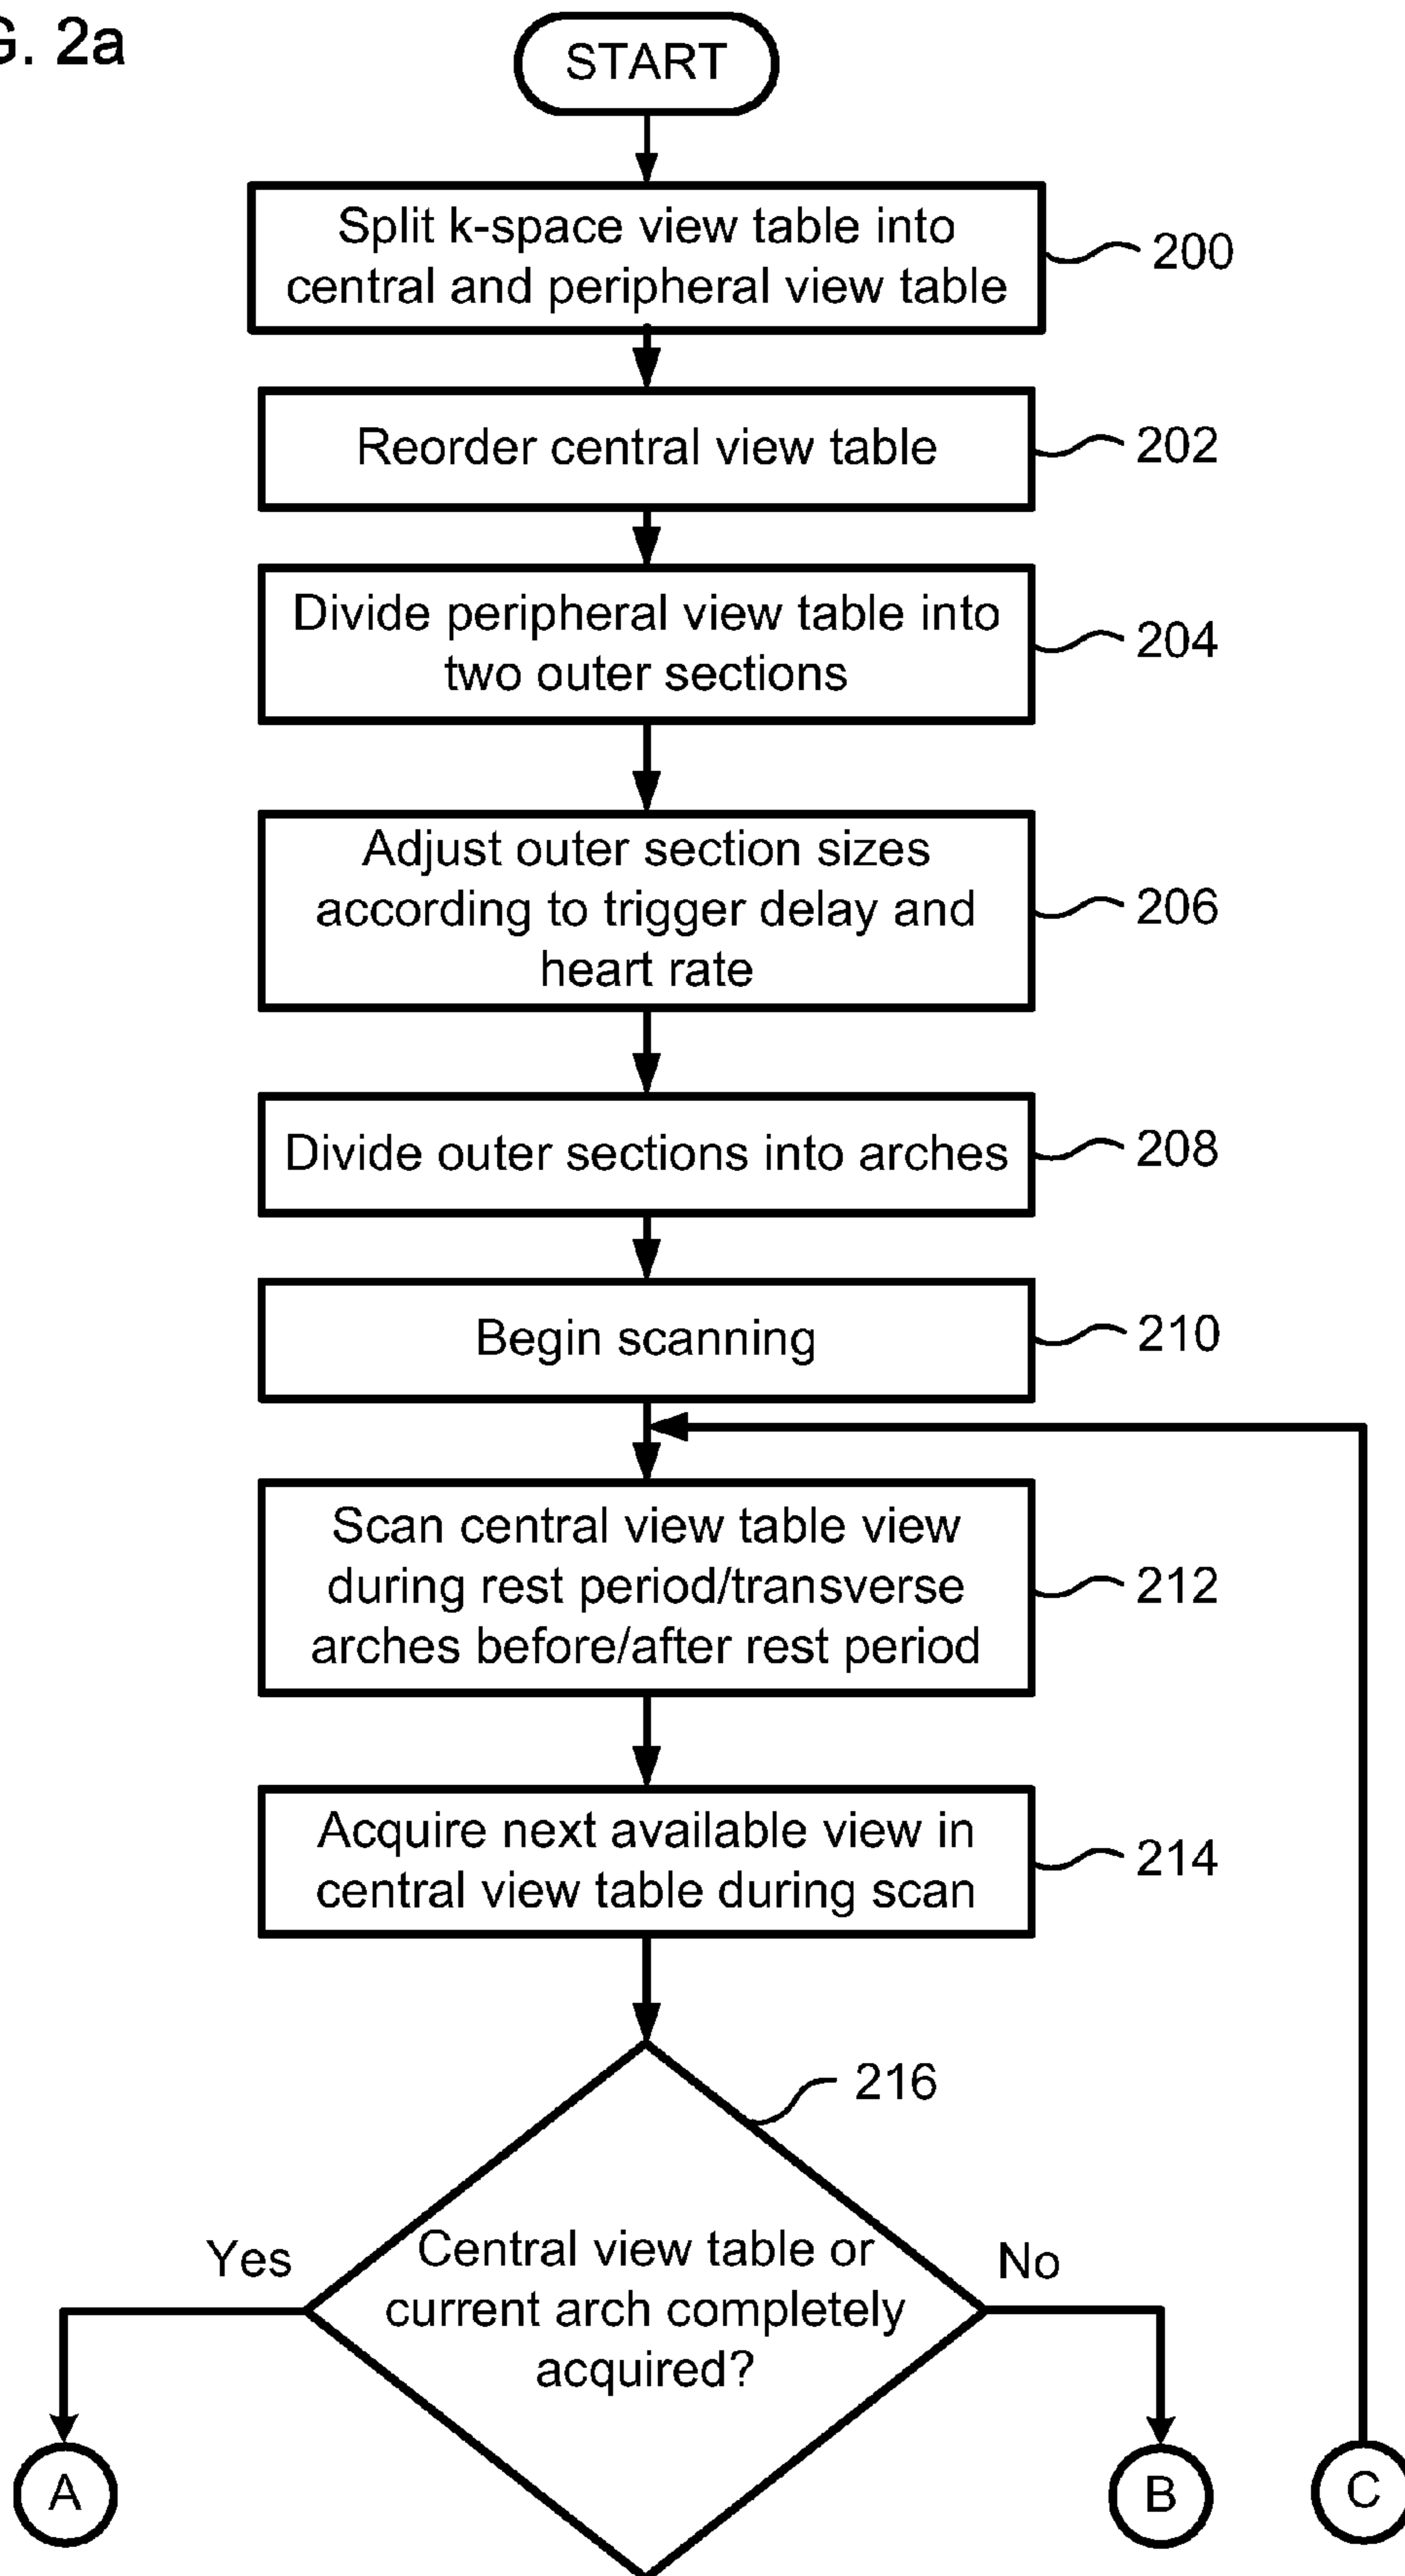 G. 2a
START
Split k-space view table into
central and peripheral view table
200
Reorder central view table
202
Divide peripheral view table into
two outer sections
204
Adjust outer section sizes
according to trigger delay and
heart rate
206
Divide outer sections into arches
208
Begin scanning
210
Scan central view table view
during rest period/transverse
arches before/after rest period
212
Acquire next available view in
central view table during scan
214
216
Central view table or
current arch completely
acquired?
Yes
No
A
B
C